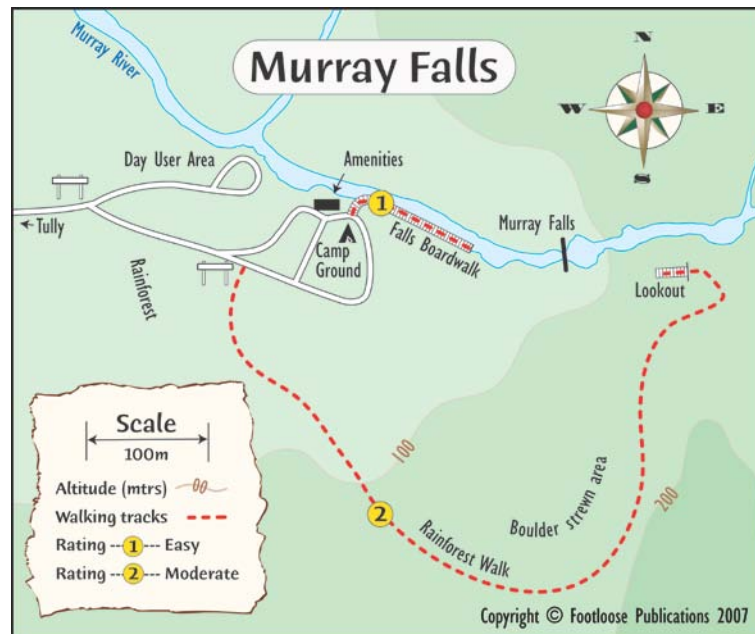 Murray Falls
Murray River
N
W
E
S
Day User Area
Amenities
← Tully
1
Murray Falls
Camp
Ground
Falls Boardwalk
Rainforest
Lookout
Scale
100m
Altitude (mtrs) 00
Walking tracks
Rating 1 Easy
Rating 2 Moderate
100
200
2
Rainforest Walk
Boulder strewn area
Copyright © Footloose Publications 2007